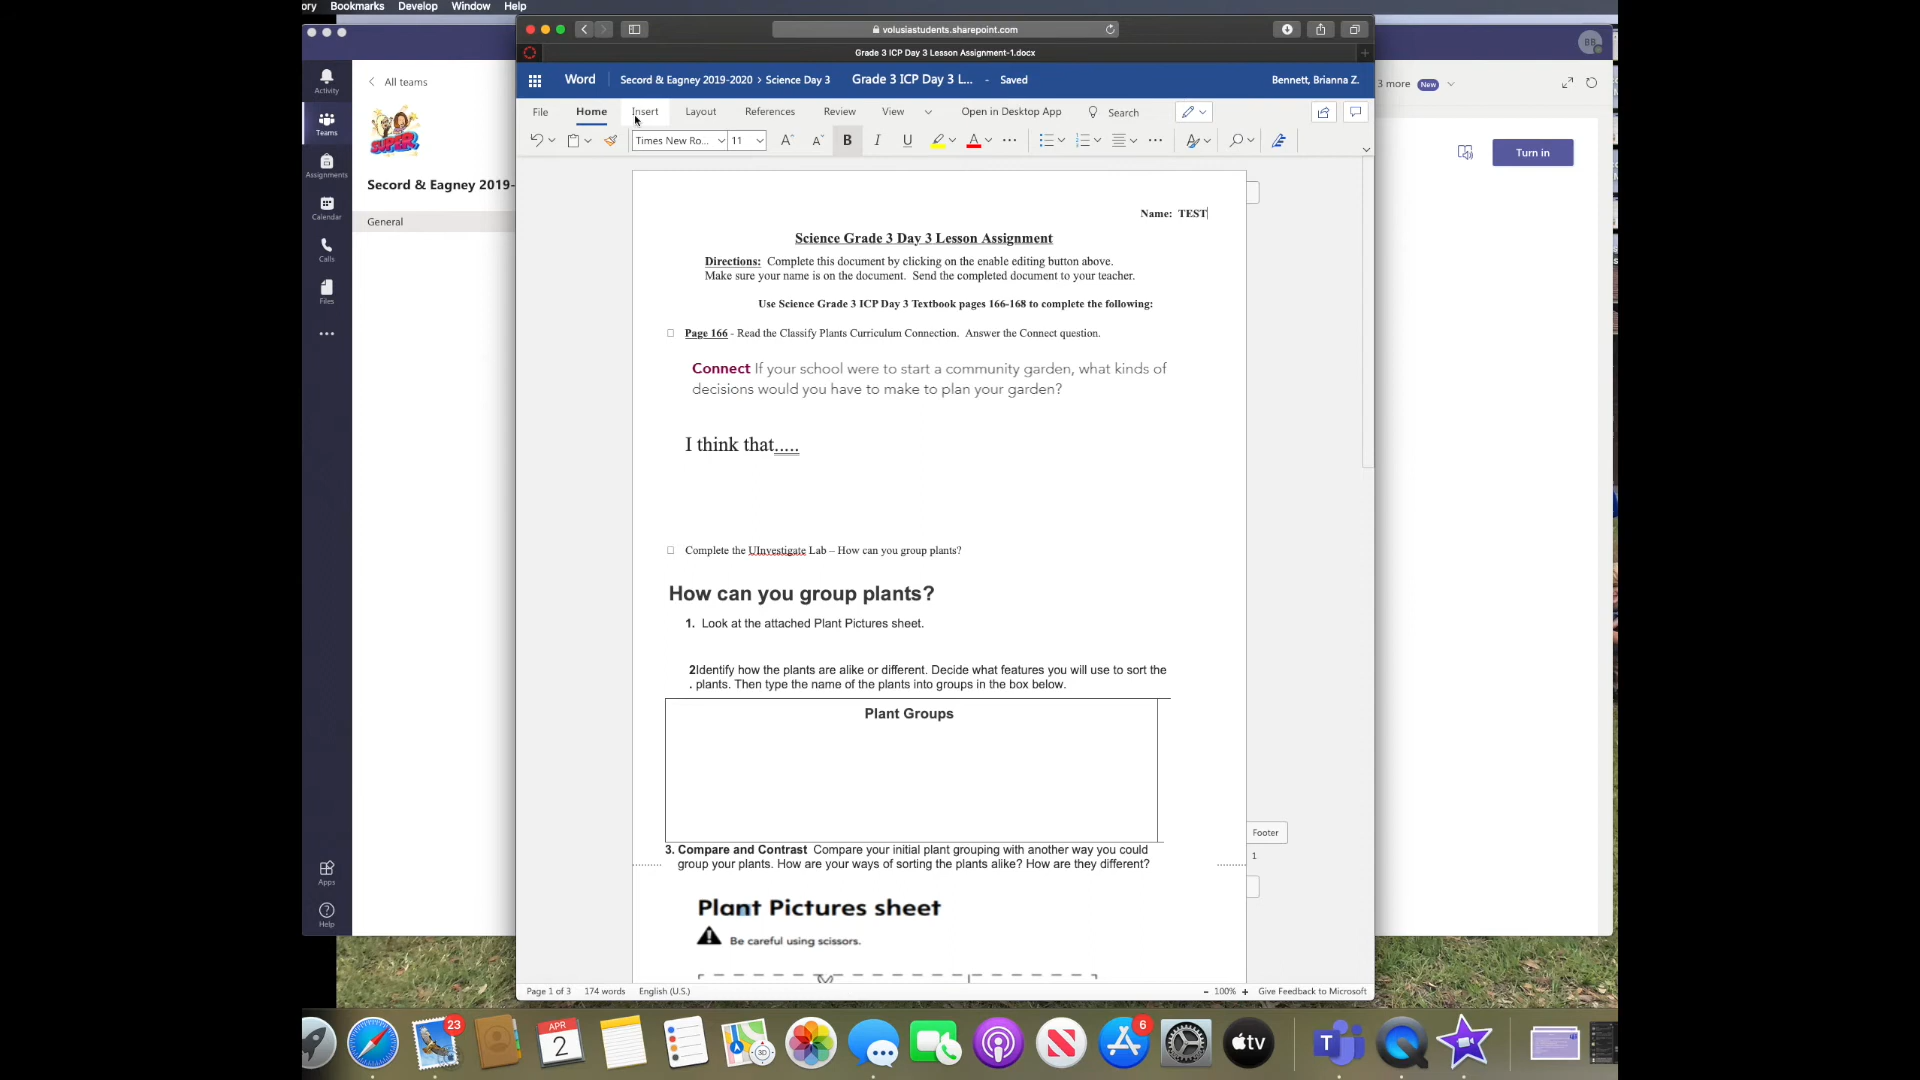 ory Bookmarks Develop Window Help
volusiastudents.sharepoint.com
Grade 3 ICP Day 3 Lesson Assignment-1.docx
Word Secord & Eagney 2019-2020 > Science Day 3 Grade 3 ICP Day 3 L... - Saved Bennett, Brianna Z.
File Home Insert Layout References Review View Open in Desktop App Search
Times New Ro... 11 B I U A
BB
All teams
3 more New
Turn in
SUPER
Secord & Eagney 2019-
General
Activity
Teams
Assignments
Calendar
Calls
Files
Apps
Help
Name: TEST
Science Grade 3 Day 3 Lesson Assignment
Directions: Complete this document by clicking on the enable editing button above.
Make sure your name is on the document. Send the completed document to your teacher.
Use Science Grade 3 ICP Day 3 Textbook pages 166-168 to complete the following:
Page 166 - Read the Classify Plants Curriculum Connection. Answer the Connect question.
Connect If your school were to start a community garden, what kinds of
decisions would you have to make to plan your garden?
I think that.....
Complete the UInvestigate Lab – How can you group plants?
How can you group plants?
1. Look at the attached Plant Pictures sheet.
2Identify how the plants are alike or different. Decide what features you will use to sort the
. plants. Then type the name of the plants into groups in the box below.
Plant Groups
3. Compare and Contrast Compare your initial plant grouping with another way you could
group your plants. How are your ways of sorting the plants alike? How are they different?
Footer
1
Plant Pictures sheet
Be careful using scissors.
Page 1 of 3 174 words English (U.S.) - 100% + Give Feedback to Microsoft
23
APR
2
3D
6
tv
T